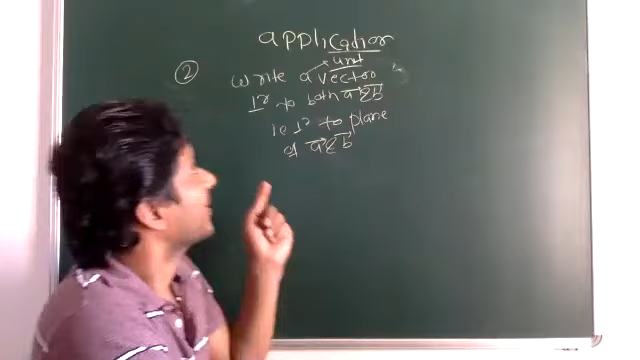 application
unit
② write a vector
⊥r to both a⃗ & b⃗
ie ⊥r to plane
of a⃗ & b⃗